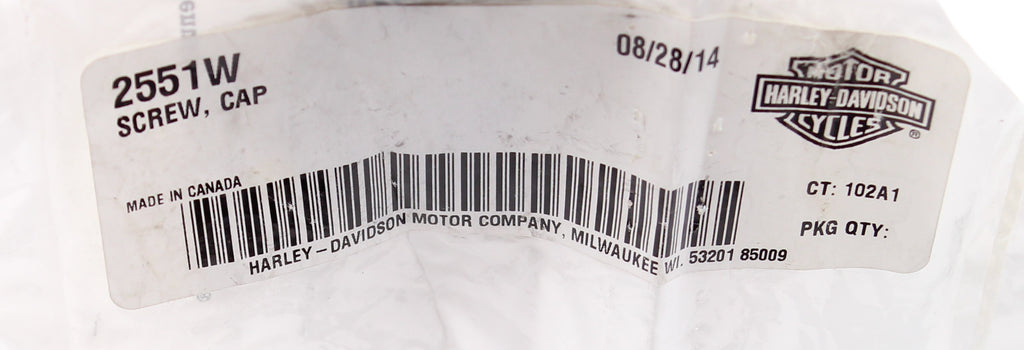 2551W
SCREW, CAP
08/28/14
MOTOR
HARLEY-DAVIDSON
CYCLES
®
MADE IN CANADA
CT: 102A1
PKG QTY:
HARLEY-DAVIDSON MOTOR COMPANY, MILWAUKEE WI. 53201 85009